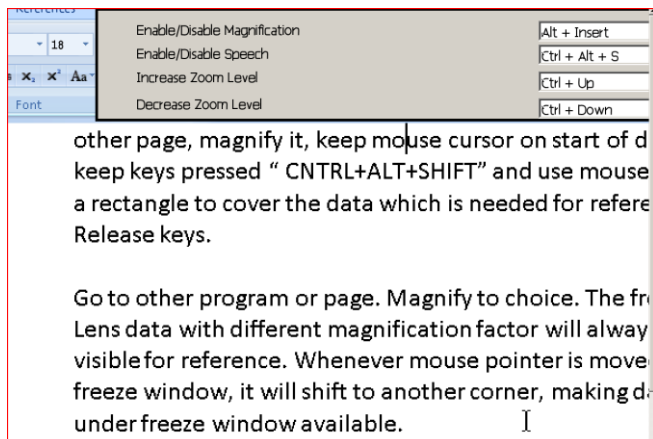 References
Enable/Disable Magnification Alt + Insert
18 Enable/Disable Speech Ctrl + Alt + S
x₂ x² Aa Increase Zoom Level Ctrl + Up
Font Decrease Zoom Level Ctrl + Down
other page, magnify it, keep mouse cursor on start of d
keep keys pressed “ CNTRL+ALT+SHIFT” and use mouse
a rectangle to cover the data which is needed for refere
Release keys.
Go to other program or page. Magnify to choice. The fr
Lens data with different magnification factor will alway
visible for reference. Whenever mouse pointer is move
freeze window, it will shift to another corner, making d
under freeze window available.